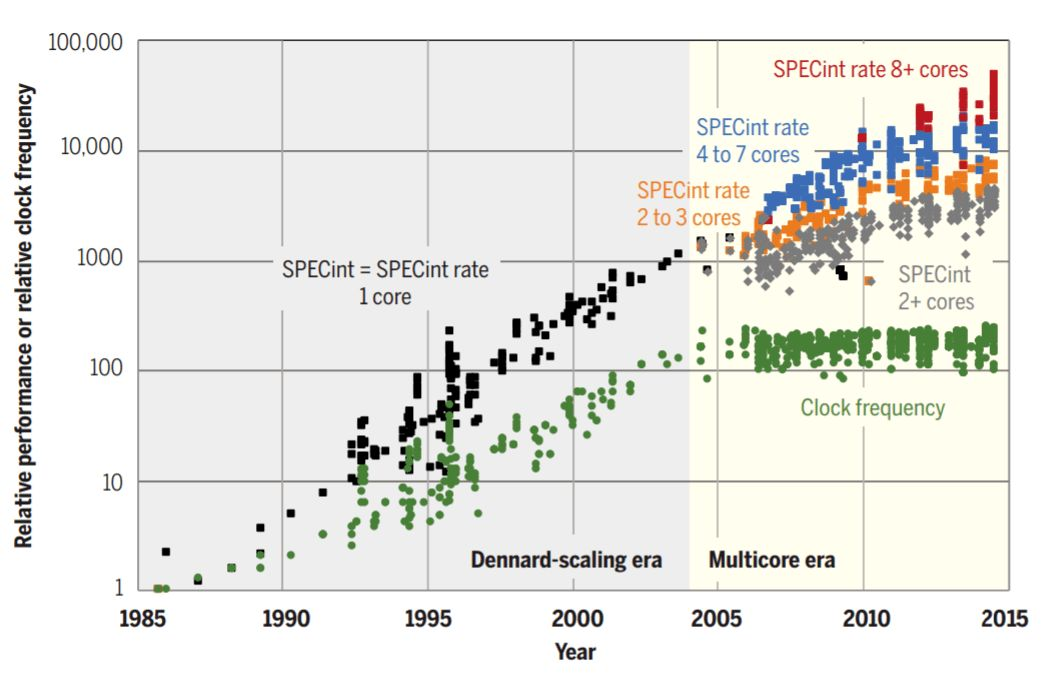 Relative performance or relative clock frequency
100,000
10,000
1000
100
10
1
SPECint rate 8+ cores
SPECint rate
4 to 7 cores
SPECint rate
2 to 3 cores
SPECint = SPECint rate
1 core
SPECint
2+ cores
Clock frequency
Dennard-scaling era
Multicore era
1985
1990
1995
2000
2005
2010
2015
Year